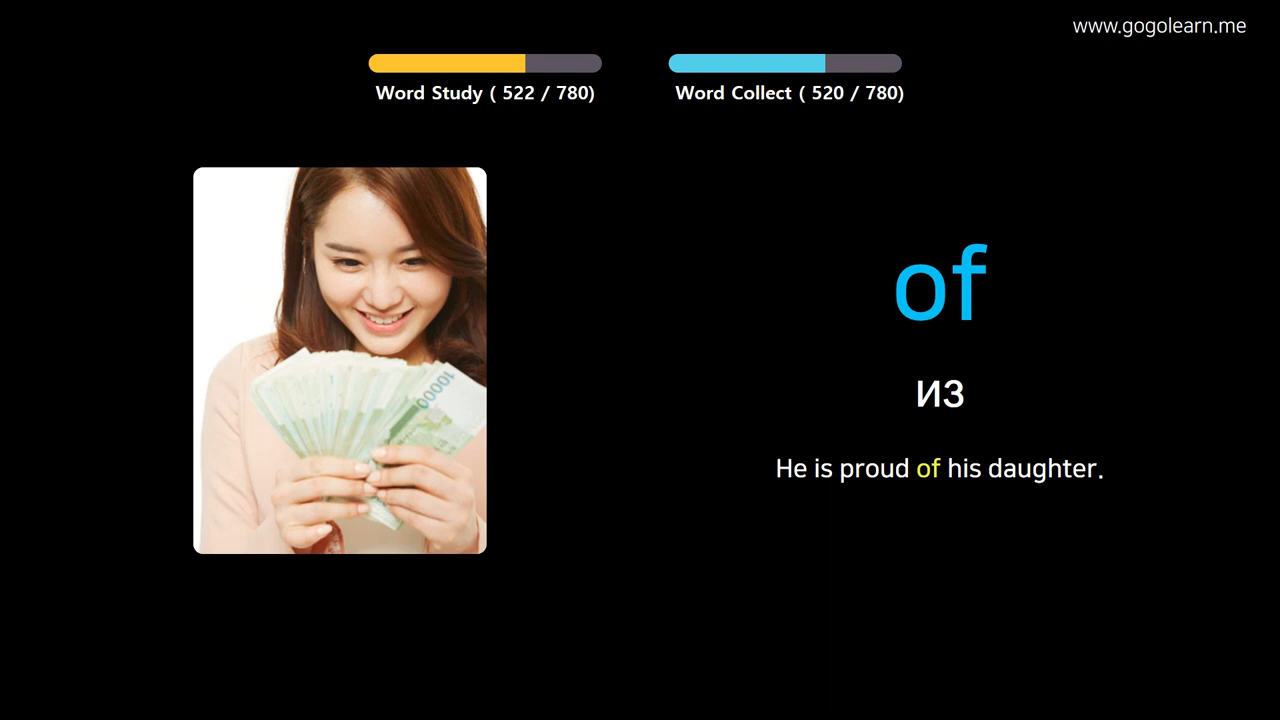 www.gogolearn.me
Word Study ( 522 / 780)
Word Collect ( 520 / 780)
of
из
He is proud of his daughter.
10000